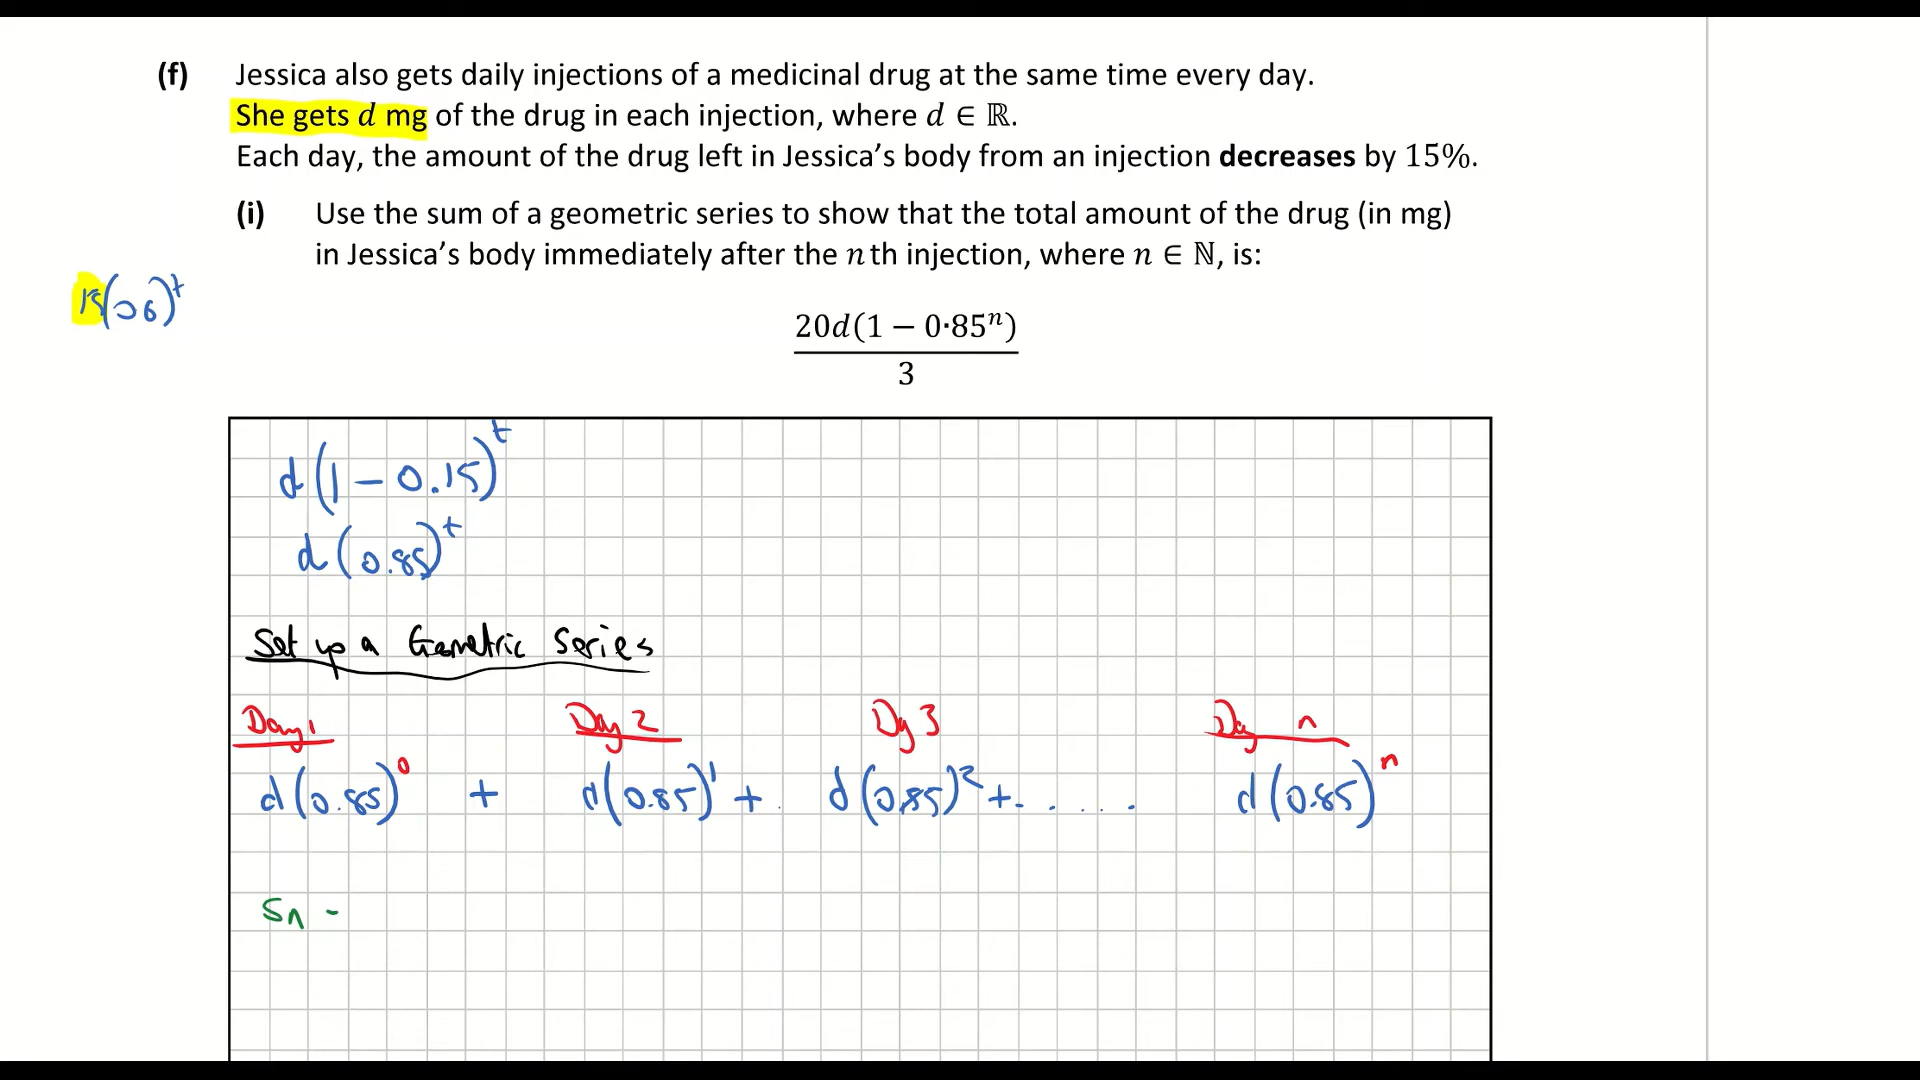 (f) Jessica also gets daily injections of a medicinal drug at the same time every day.
She gets d mg of the drug in each injection, where d ∈ ℝ.
Each day, the amount of the drug left in Jessica’s body from an injection decreases by 15%.
(i) Use the sum of a geometric series to show that the total amount of the drug (in mg)
in Jessica’s body immediately after the n th injection, where n ∈ ℕ, is:
20d(1 − 0·85ⁿ)
3
d(1 − 0.15)^t
d(0.85)^t
Set up a Geometric Series
Day 1 Day 2 Dy 3 Day n
d(0.85)^0 + d(0.85)^1 + d(0.85)^2 + . . . . . d(0.85)^n
Sn -